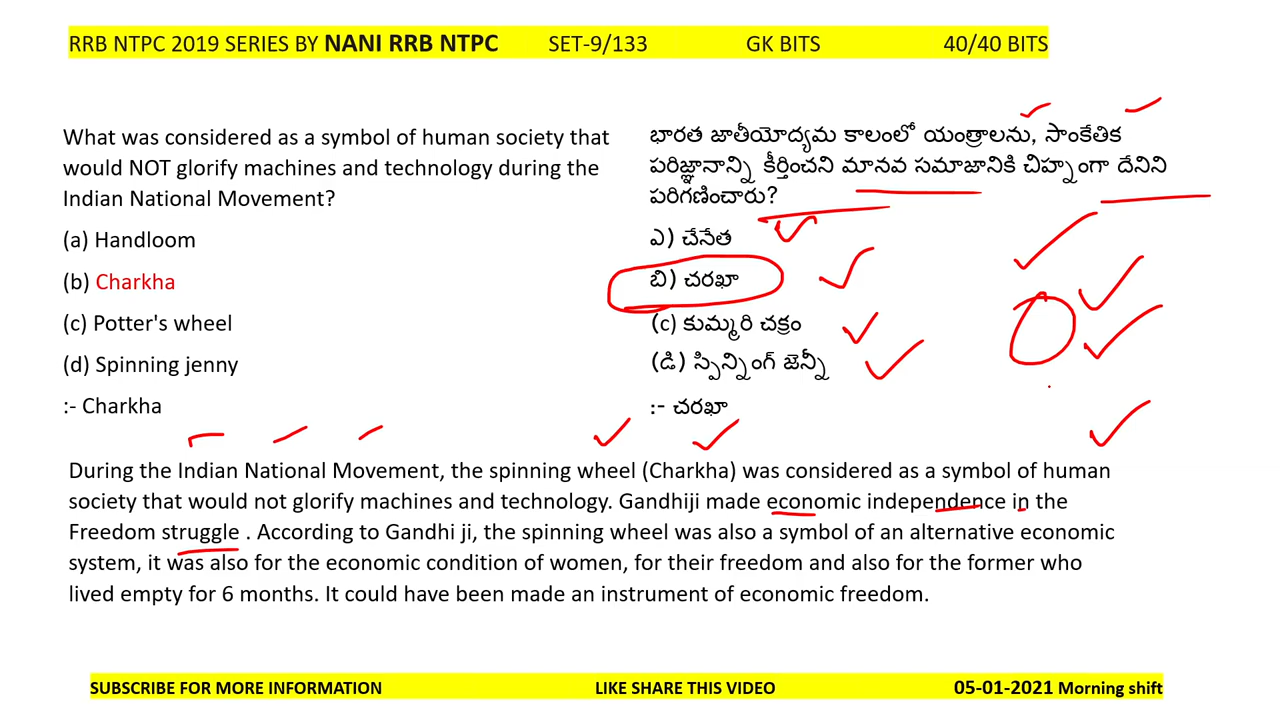 RRB NTPC 2019 SERIES BY NANI RRB NTPC SET-9/133 GK BITS 40/40 BITS
What was considered as a symbol of human society that
would NOT glorify machines and technology during the
Indian National Movement?
(a) Handloom
(b) Charkha
(c) Potter's wheel
(d) Spinning jenny
:- Charkha
భారత జాతీయోద్యమ కాలంలో యంత్రాలను, సాంకేతిక
పరిజ్ఞానాన్ని కీర్తించని మానవ సమాజానికి చిహ్నంగా దేనిని
పరిగణించారు?
ఎ) చేనేత
బి) చరఖా
(c) కుమ్మరి చక్రం
(డి) స్పిన్నింగ్ జెన్నీ
:- చరఖా
During the Indian National Movement, the spinning wheel (Charkha) was considered as a symbol of human
society that would not glorify machines and technology. Gandhiji made economic independence in the
Freedom struggle . According to Gandhi ji, the spinning wheel was also a symbol of an alternative economic
system, it was also for the economic condition of women, for their freedom and also for the former who
lived empty for 6 months. It could have been made an instrument of economic freedom.
SUBSCRIBE FOR MORE INFORMATION LIKE SHARE THIS VIDEO 05-01-2021 Morning shift